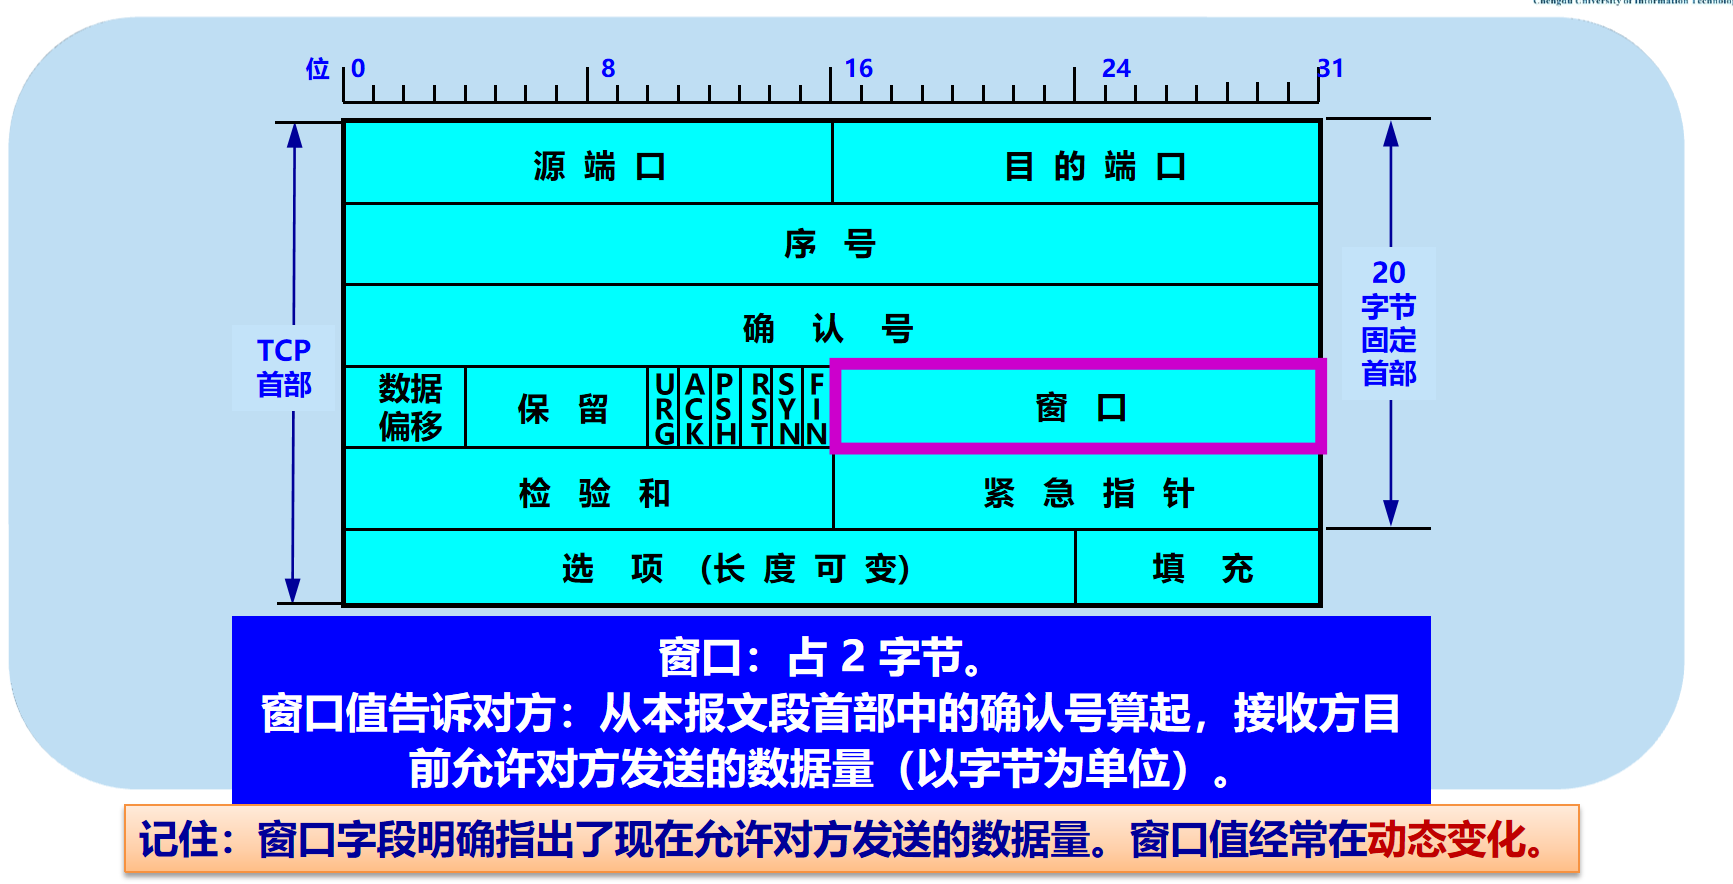 Chengdu University of Information Technology
位 0 8 16 24 31
源 端 口 目 的 端 口
序 号
确 认 号
TCP
首部
20
字节
固定
首部
数据
偏移
保 留
URG
ACK
PSH
RST
SYN
FIN
窗 口
检 验 和 紧 急 指 针
选 项 (长 度 可 变) 填 充
窗口：占 2 字节。
窗口值告诉对方：从本报文段首部中的确认号算起，接收方目
前允许对方发送的数据量（以字节为单位）。
记住：窗口字段明确指出了现在允许对方发送的数据量。窗口值经常在动态变化。